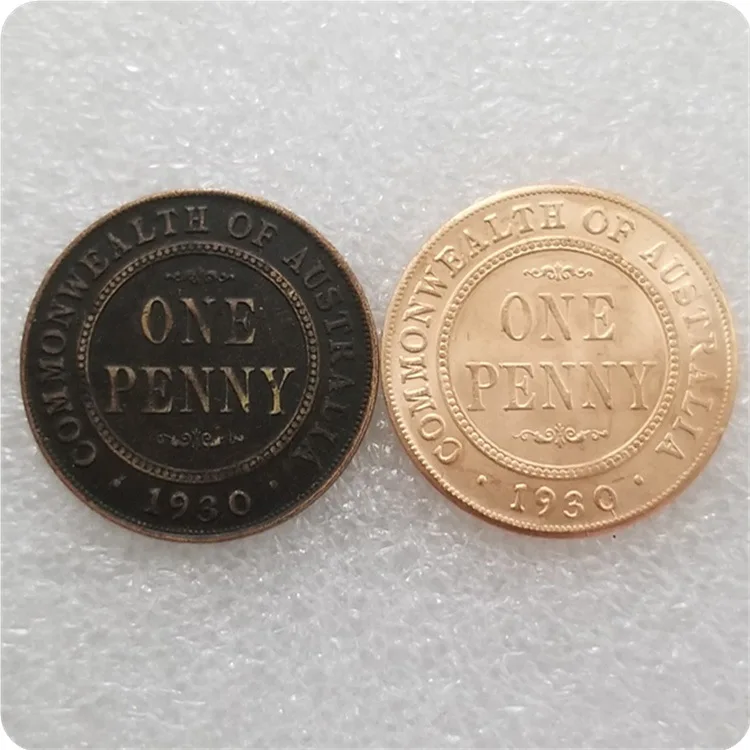 COMMONWEALTH OF AUSTRALIA
ONE
PENNY
· 1930 ·
COMMONWEALTH OF AUSTRALIA
ONE
PENNY
· 1930 ·